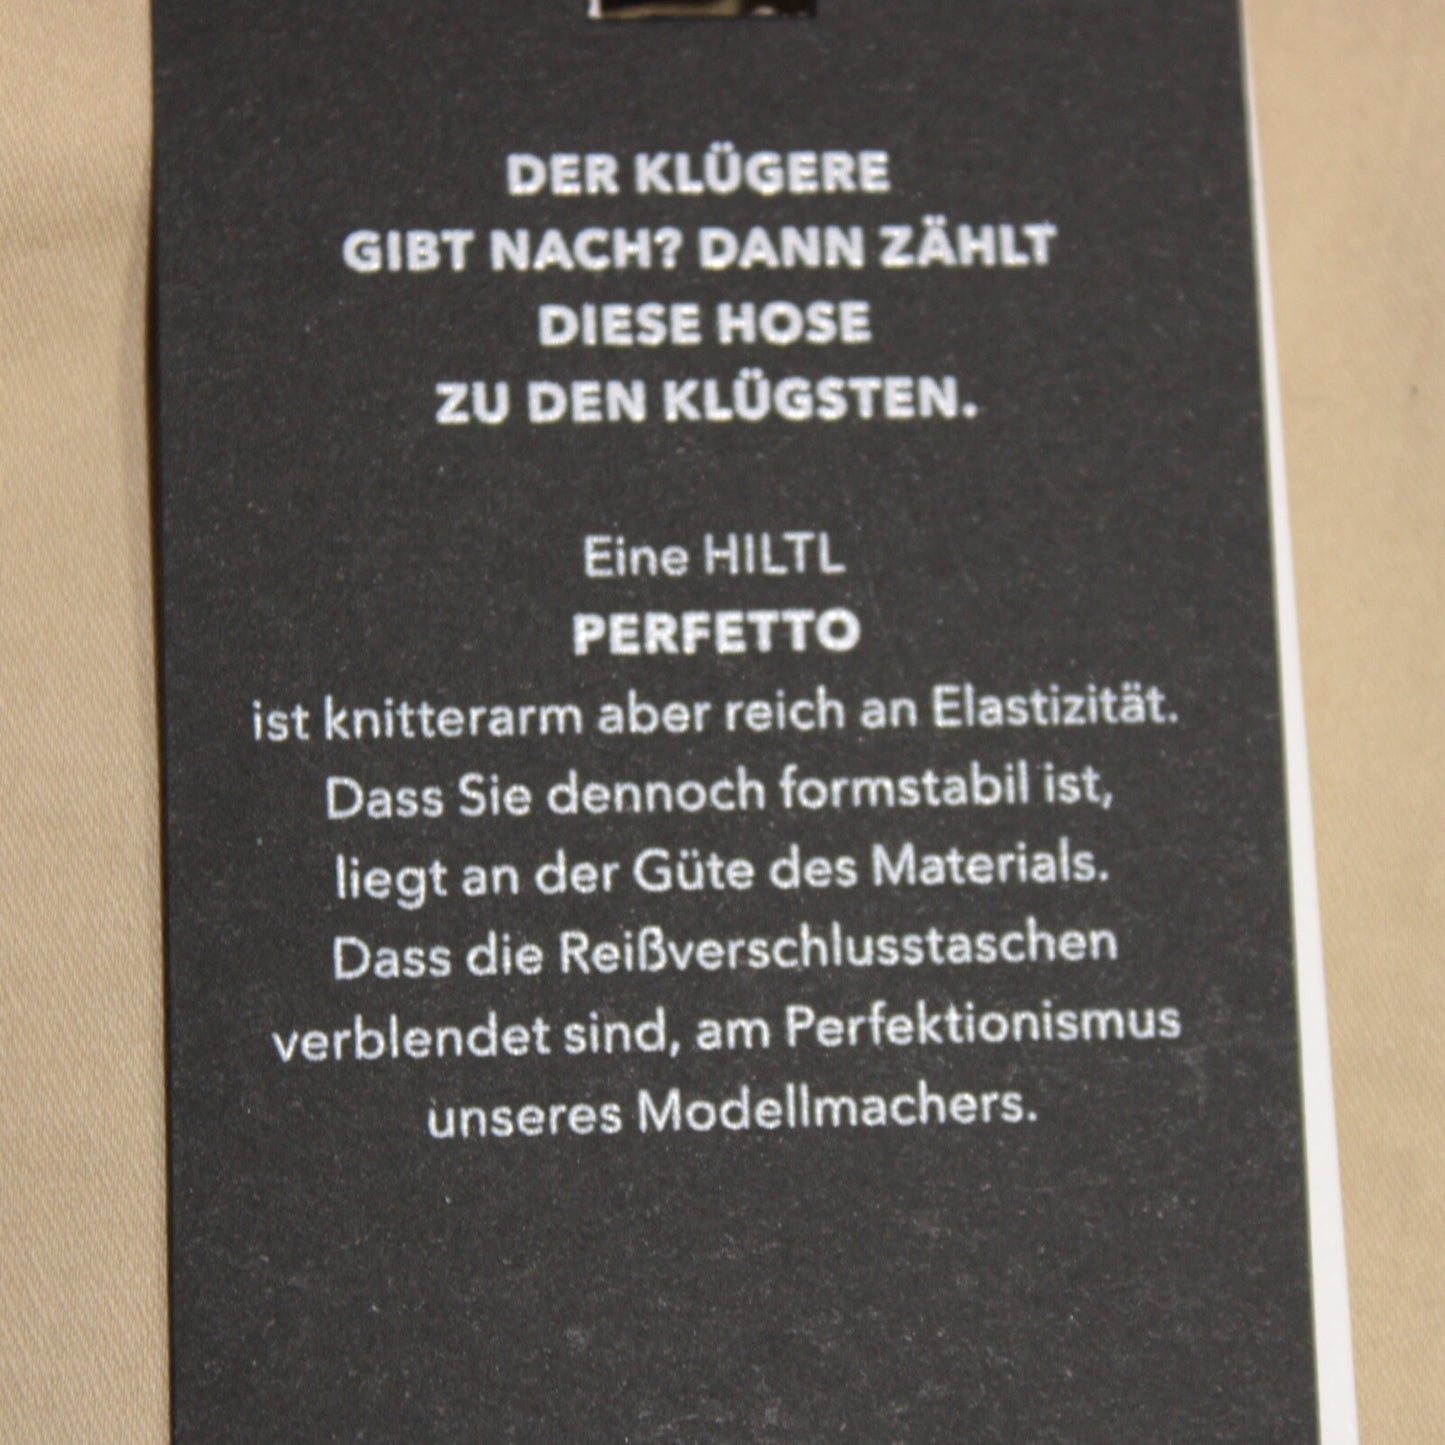 DER KLÜGERE
GIBT NACH? DANN ZÄHLT
DIESE HOSE
ZU DEN KLÜGSTEN.
Eine HILTL
PERFETTO
ist knitterarm aber reich an Elastizität.
Dass Sie dennoch formstabil ist,
liegt an der Güte des Materials.
Dass die Reißverschlusstaschen
verblendet sind, am Perfektionismus
unseres Modellmachers.